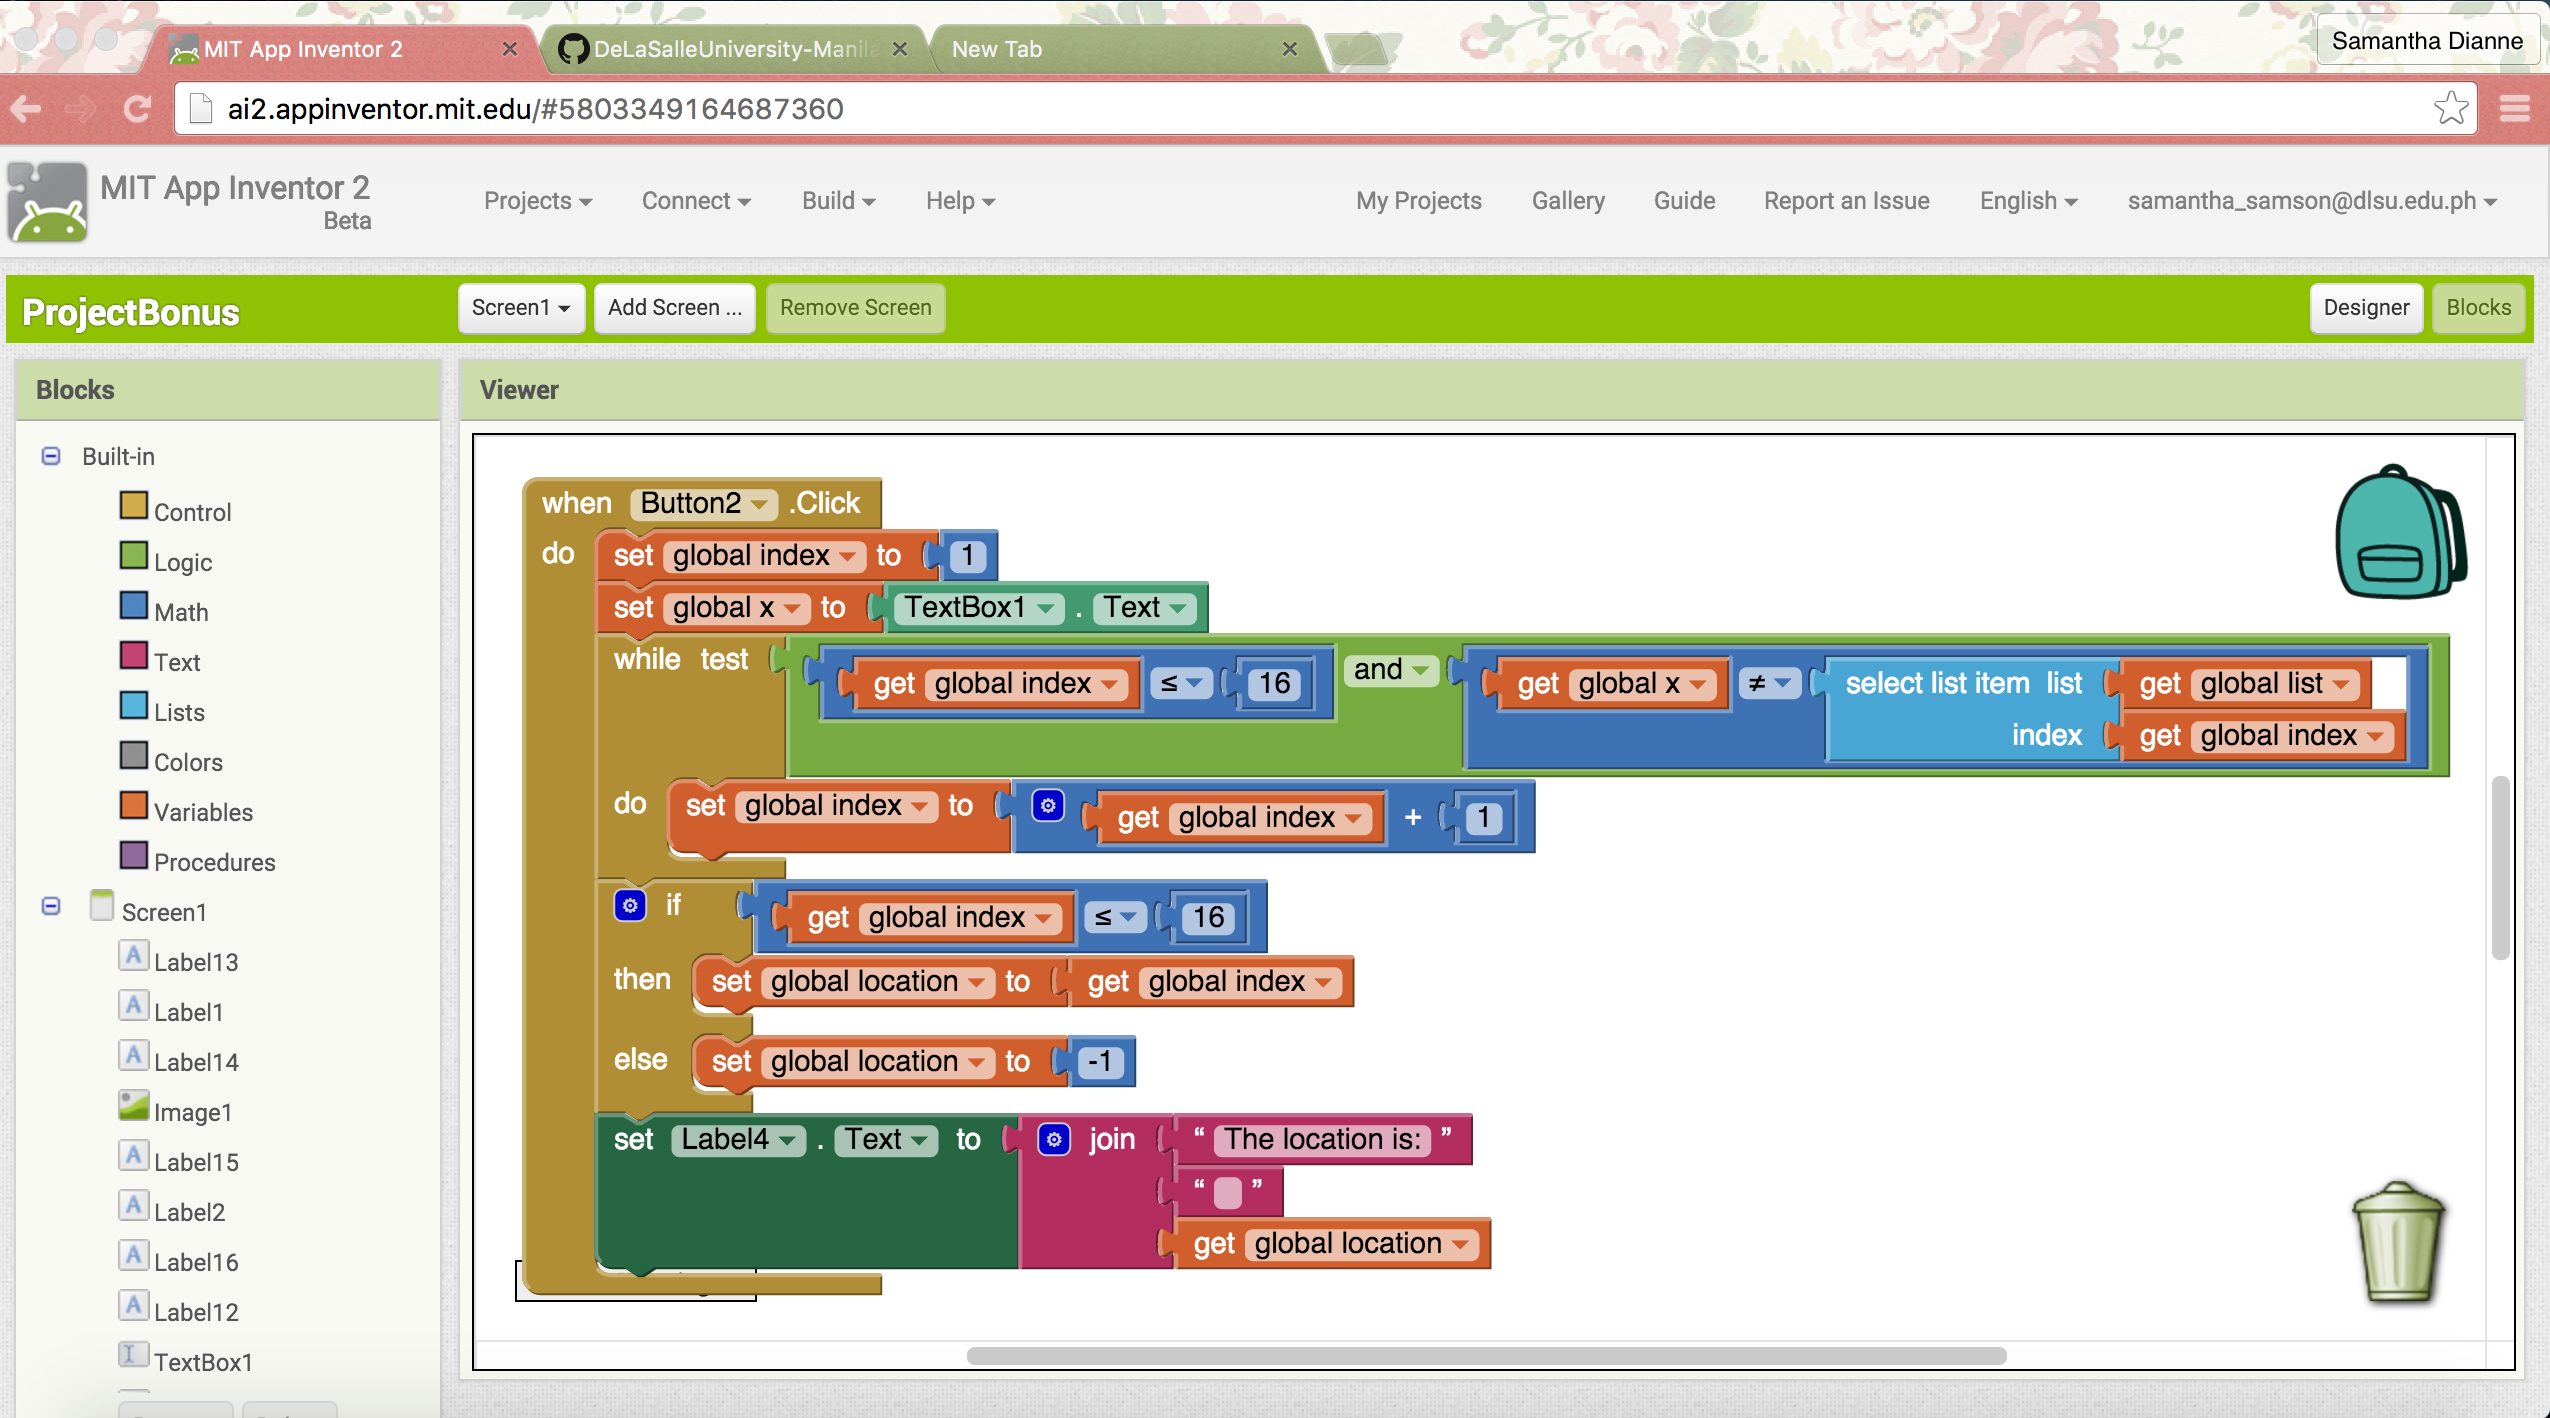 MIT App Inventor 2
DeLaSalleUniversity-Manila
New Tab
Samantha Dianne
ai2.appinventor.mit.edu/#5803349164687360
MIT App Inventor 2
Beta
Projects Connect Build Help
My Projects Gallery Guide Report an Issue English samantha_samson@dlsu.edu.ph
ProjectBonus
Screen1 Add Screen ... Remove Screen
Designer Blocks
Blocks
Built-in
Control
Logic
Math
Text
Lists
Colors
Variables
Procedures
Screen1
Label13
Label1
Label14
Image1
Label15
Label2
Label16
Label12
TextBox1
Viewer
when Button2 .Click
do set global index to 1
set global x to TextBox1 . Text
while test get global index ≤ 16 and get global x ≠ select list item list get global list
index get global index
do set global index to get global index + 1
if get global index ≤ 16
then set global location to get global index
else set global location to -1
set Label4 . Text to join “ The location is: ”
“ ”
get global location